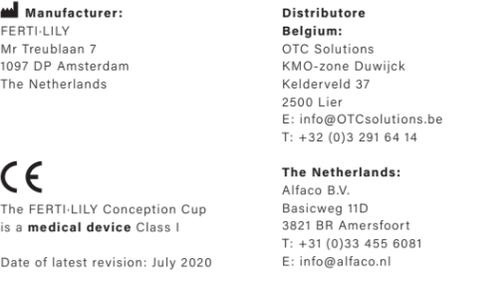 Manufacturer:
FERTI·LILY
Mr Treublaan 7
1097 DP Amsterdam
The Netherlands
CE
The FERTI·LILY Conception Cup
is a medical device Class I
Date of latest revision: July 2020
Distributore
Belgium:
OTC Solutions
KMO-zone Duwijck
Kelderveld 37
2500 Lier
E: info@OTCsolutions.be
T: +32 (0)3 291 64 14
The Netherlands:
Alfaco B.V.
Basicweg 11D
3821 BR Amersfoort
T: +31 (0)33 455 6081
E: info@alfaco.nl